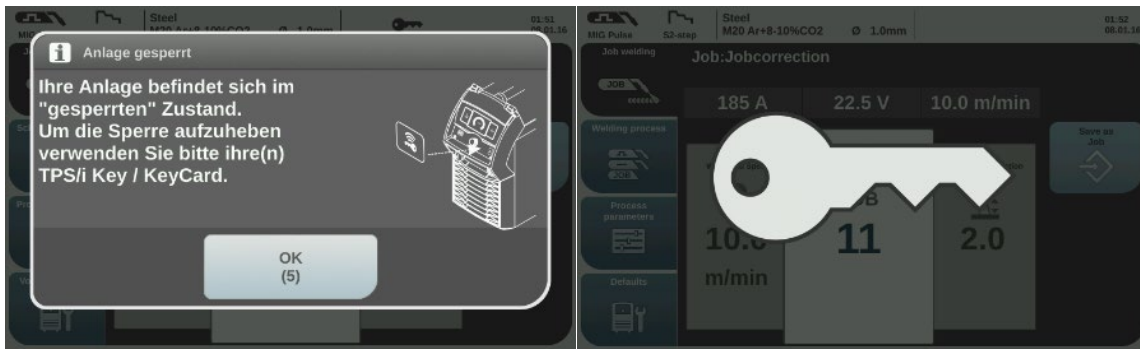 Steel
M20 Ar+8-10%CO2 Ø 1.0mm
01:51
08.01.16
Anlage gesperrt
Ihre Anlage befindet sich im
"gesperrten" Zustand.
Um die Sperre aufzuheben
verwenden Sie bitte ihre(n)
TPS/i Key / KeyCard.
OK
(5)
MIG Pulse
S2-step
Steel
M20 Ar+8-10%CO2 Ø 1.0mm
01:52
08.01.16
Job welding
JOB
Job:Jobcorrection
185 A 22.5 V 10.0 m/min
Welding process
JOB
Save as
Job
Process
parameters
10.0
m/min
11
2.0
Defaults